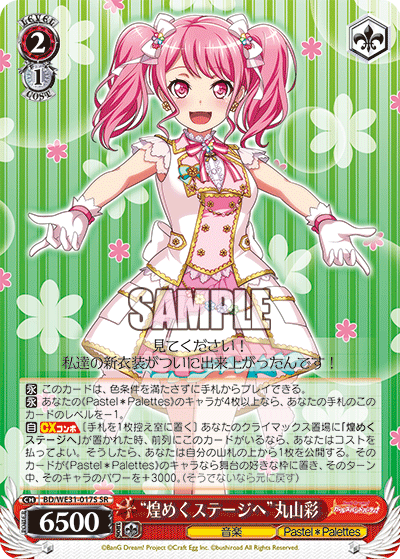 LEVEL
2
1
COST
SAMPLE
見てください!
私達の新衣装がついに出来上がったんです!
永 このカードは、色条件を満たさずに手札からプレイできる。
永 あなたの《Pastel＊Palettes》のキャラが4枚以上なら、あなたの手札のこのカードのレベルを-1。
自 CXコンボ [手札を1枚控え室に置く] あなたのクライマックス置場に「煌めくステージへ」が置かれた時、前列にこのカードがいるなら、あなたはコストを払ってよい。そうしたら、あなたは自分の山札の上から1枚を公開する。そのカードが《Pastel＊Palettes》のキャラなら舞台の好きな枠に置き、そのターン中、そのキャラのパワーを+3000。(そうでないなら元に戻す)
CH BD/WE31-017S SR
6500
"煌めくステージへ"丸山彩
音楽
Pastel＊Palettes
©BanG Dream! Project ©Craft Egg Inc. ©bushiroad All Rights Reserved.